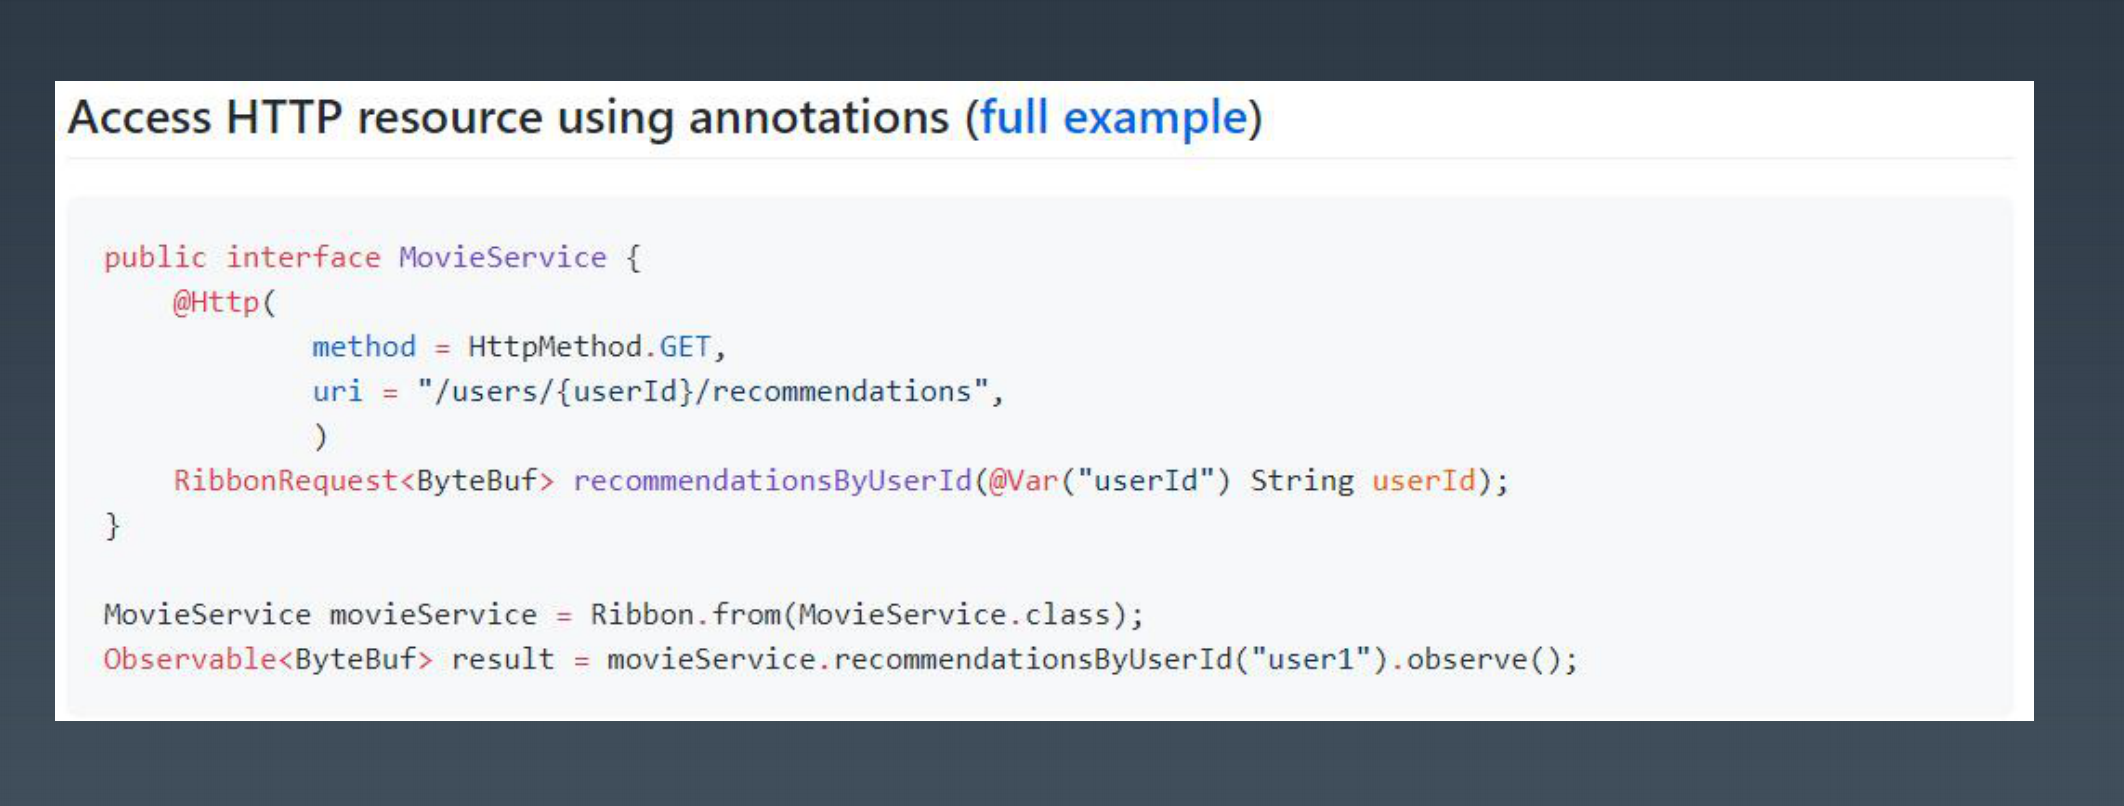 Access HTTP resource using annotations (full example)
public interface MovieService {
    @Http(
            method = HttpMethod.GET,
            uri = "/users/{userId}/recommendations",
            )
    RibbonRequest<ByteBuf> recommendationsByUserId(@Var("userId") String userId);
}
MovieService movieService = Ribbon.from(MovieService.class);
Observable<ByteBuf> result = movieService.recommendationsByUserId("user1").observe();